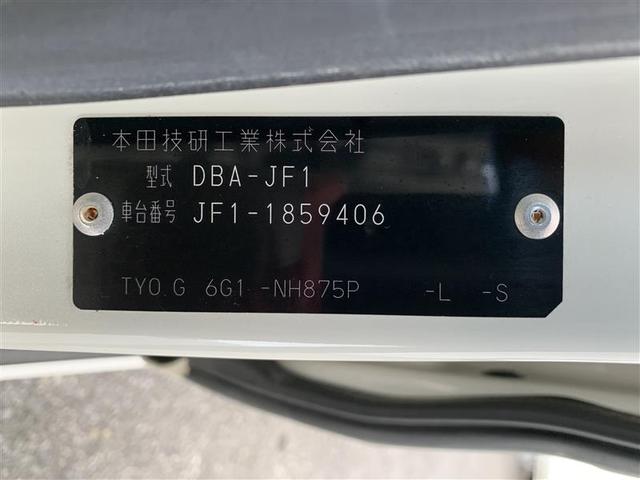 本田技研工業株式会社
型式 DBA-JF1
車台番号 JF1-1859406
TYO.G 6G1 -NH875P -L -S